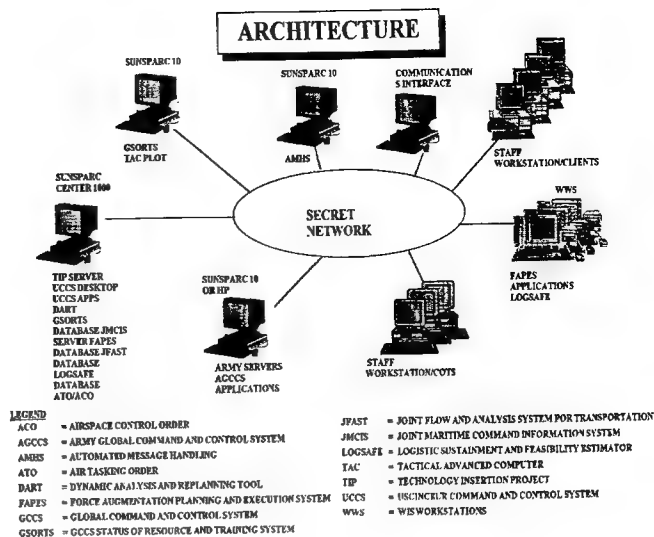 ARCHITECTURE
SUNSPARC 10
GSORTS
TAC PLOT
SUNSPARC 10
AMHS
COMMUNICATION
S INTERFACE
STAFF
WORKSTATION/CLIENTS
SUNSPARC
CENTER 1000
TIP SERVER
UCCS DESKTOP
UCCS APPS
DART
GSORTS
DATABASE JMCIS
SERVER FAPES
DATABASE JFAST
DATABASE
LOGSAFE
DATABASE
ATO/ACO
SECRET
NETWORK
WWS
FAPES
APPLICATIONS
LOGSAFE
SUNSPARC 10
OR HP
ARMY SERVERS
AGCCS
APPLICATIONS
STAFF
WORKSTATION/COTS
LEGEND
ACO = AIRSPACE CONTROL ORDER
AGCCS = ARMY GLOBAL COMMAND AND CONTROL SYSTEM
AMHS = AUTOMATED MESSAGE HANDLING
ATO = AIR TASKING ORDER
DART = DYNAMIC ANALYSIS AND REPLANNING TOOL
FAPES = FORCE AUGMENTATION PLANNING AND EXECUTION SYSTEM
GCCS = GLOBAL COMMAND AND CONTROL SYSTEM
GSORTS = GCCS STATUS OF RESOURCE AND TRAINING SYSTEM
JFAST = JOINT FLOW AND ANALYSIS SYSTEM FOR TRANSPORTATION
JMCIS = JOINT MARITIME COMMAND INFORMATION SYSTEM
LOGSAFE = LOGISTIC SUSTAINMENT AND FEASIBILITY ESTIMATOR
TAC = TACTICAL ADVANCED COMPUTER
TIP = TECHNOLOGY INSERTION PROJECT
UCCS = USCINCEUR COMMAND AND CONTROL SYSTEM
WWS = WIS WORKSTATIONS